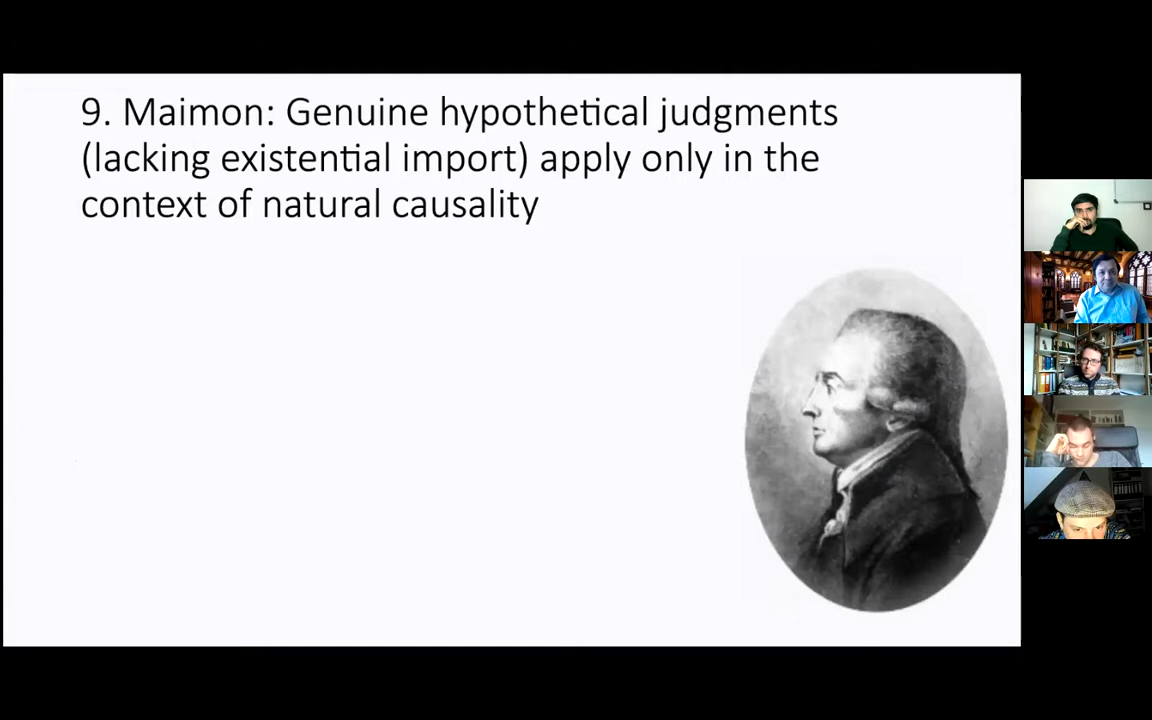 9. Maimon: Genuine hypothetical judgments
(lacking existential import) apply only in the
context of natural causality